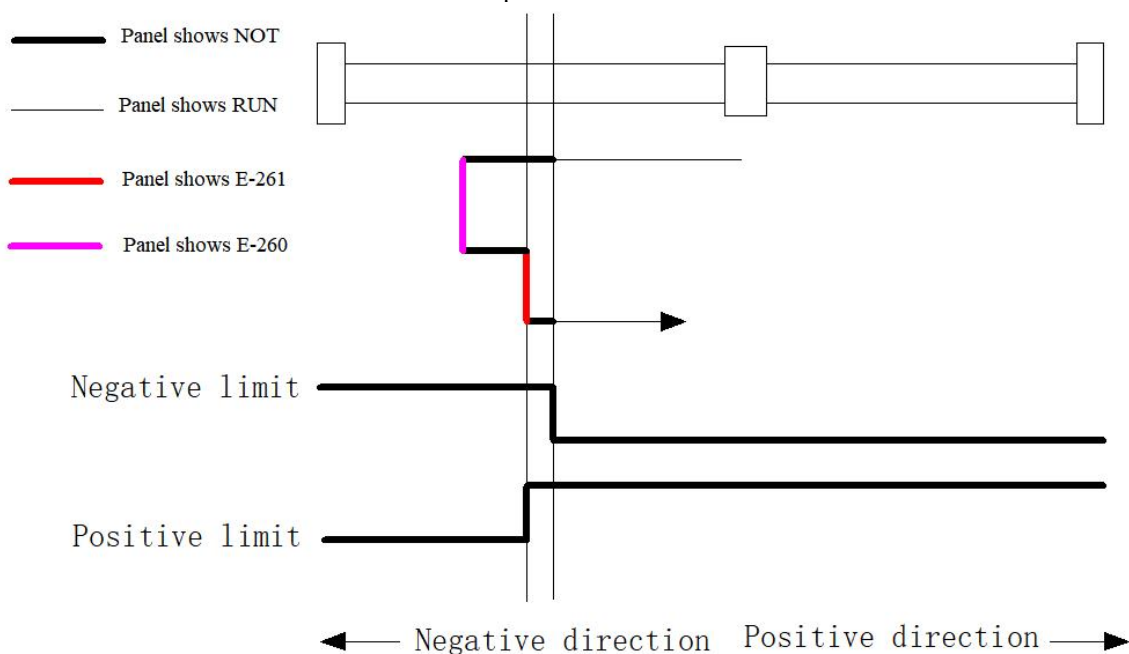 Panel shows NOT
Panel shows RUN
Panel shows E-261
Panel shows E-260
Negative limit
Positive limit
Negative direction
Positive direction